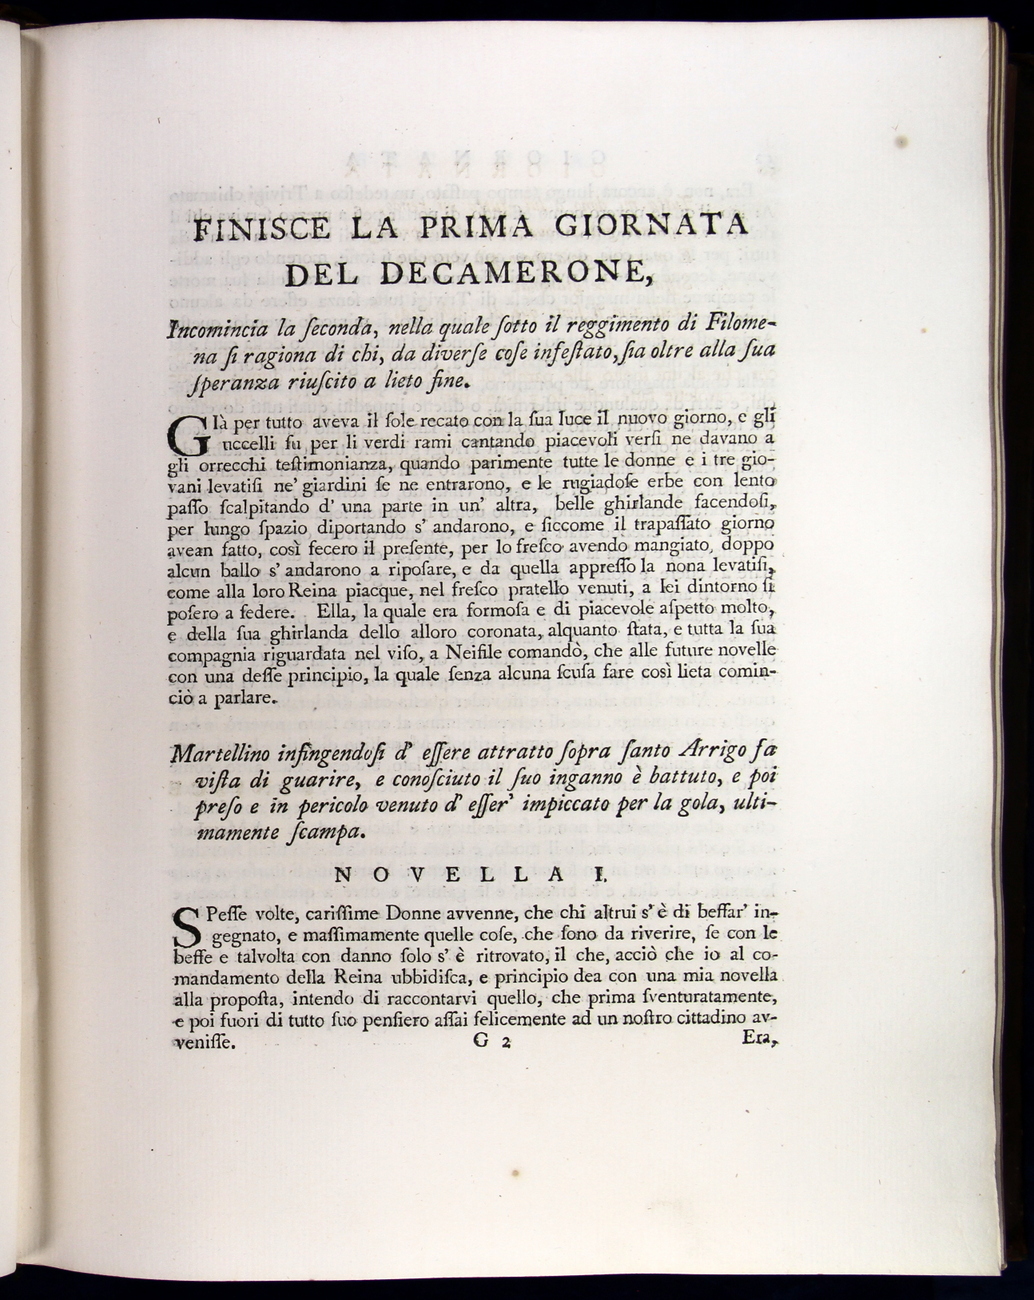 FINISCE LA PRIMA GIORNATA
DEL DECAMERONE,
Incomincia la ſeconda, nella quale ſotto il reggimento di Filome-
na ſi ragiona di chi, da diverſe coſe infeſtato, ſia oltre alla ſua
ſperanza riuſcito a lieto fine.
Già per tutto aveva il ſole recato con la ſua luce il nuovo giorno, e gli
uccelli ſu per li verdi rami cantando piacevoli verſi ne davano a
gli orrecchi teſtimonianza, quando parimente tutte le donne e i tre gio-
vani levatiſi ne' giardini ſe ne entrarono, e le rugiadoſe erbe con lento
paſſo ſcalpitando d' una parte in un' altra, belle ghirlande facendoſi,
per lungo ſpazio diportando s' andarono, e ſiccome il trapaſſato giorno
avean fatto, così fecero il preſente, per lo freſco avendo mangiato, doppo
alcun ballo s' andarono a ripoſare, e da quella appreſſo la nona levatiſi,
come alla loro Reina piacque, nel freſco pratello venuti, a lei dintorno ſi
poſero a federe. Ella, la quale era formoſa e di piacevole aſpetto molto,
e della ſua ghirlanda dello alloro coronata, alquanto ſtata, e tutta la ſua
compagnia riguardata nel viſo, a Neifile comandò, che alle future novelle
con una deſſe principio, la quale ſenza alcuna ſcuſa fare così lieta comin-
ciò a parlare.
Martellino infingendoſi d' eſſere attratto ſopra ſanto Arrigo fa
viſta di guarire, e conoſciuto il ſuo inganno è battuto, e poi
preſo e in pericolo venuto d' eſſer' impiccato per la gola, ulti-
mamente ſcampa.
NOVELLA I.
SPeſſe volte, cariſſime Donne avvenne, che chi altrui s' è di beffar' in-
gegnato, e maſſimamente quelle coſe, che ſono da riverire, ſe con le
beffe e talvolta con danno ſolo s' è ritrovato, il che, acciò che io al co-
mandamento della Reina ubbidiſca, e principio dea con una mia novella
alla propoſta, intendo di raccontarvi quello, che prima ſventuratamente,
e poi fuori di tutto ſuo penſiero aſſai felicemente ad un noſtro cittadino av-
veniſſe. G 2 Era,